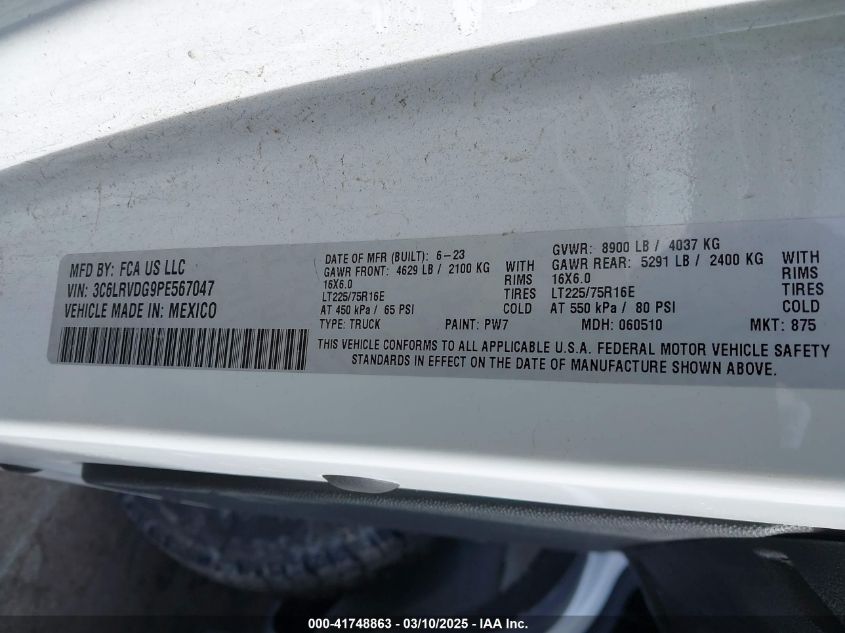 MFD BY: FCA US LLC
VIN: 3C6LRVDG9PE567047
VEHICLE MADE IN: MEXICO
DATE OF MFR (BUILT): 6-23
GAWR FRONT: 4629 LB / 2100 KG WITH
16X6.0 RIMS
LT225/75R16E TIRES
AT 450 kPa / 65 PSI COLD
TYPE: TRUCK PAINT: PW7
GVWR: 8900 LB / 4037 KG
GAWR REAR: 5291 LB / 2400 KG WITH
16X6.0 RIMS
LT225/75R16E TIRES
AT 550 kPa / 80 PSI COLD
MDH: 060510 MKT: 875
THIS VEHICLE CONFORMS TO ALL APPLICABLE U.S.A. FEDERAL MOTOR VEHICLE SAFETY
STANDARDS IN EFFECT ON THE DATE OF MANUFACTURE SHOWN ABOVE.
000-41748863 - 03/10/2025 - IAA Inc.